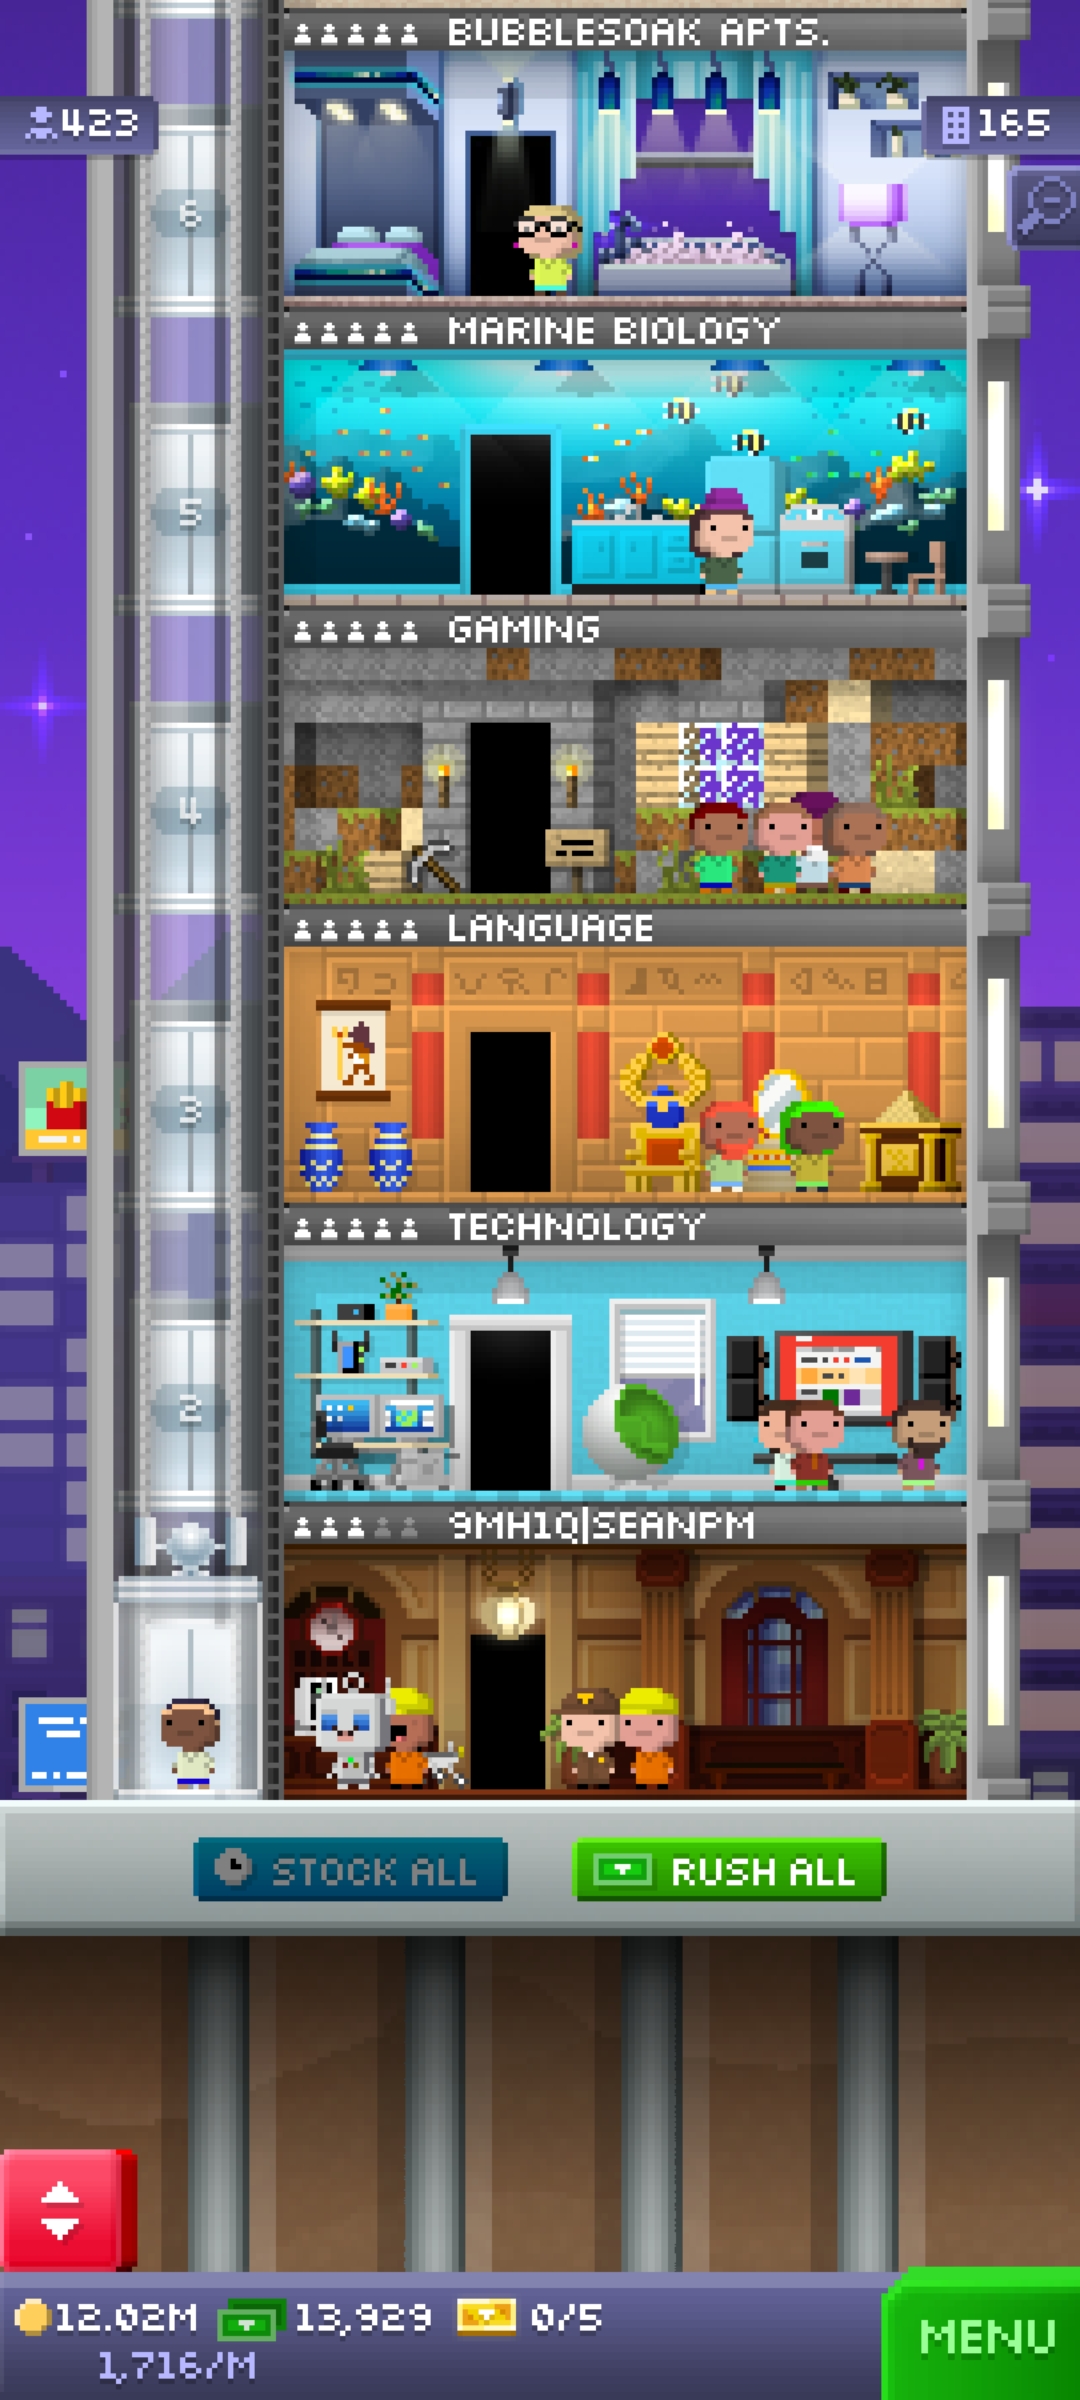 BUBBLESOAK APTS.
423
165
6
MARINE BIOLOGY
5
GAMING
4
LANGUAGE
3
TECHNOLOGY
2
9MH1Q|SEANPM
STOCK ALL
RUSH ALL
12.02M
13,929
0/5
MENU
1,716/M